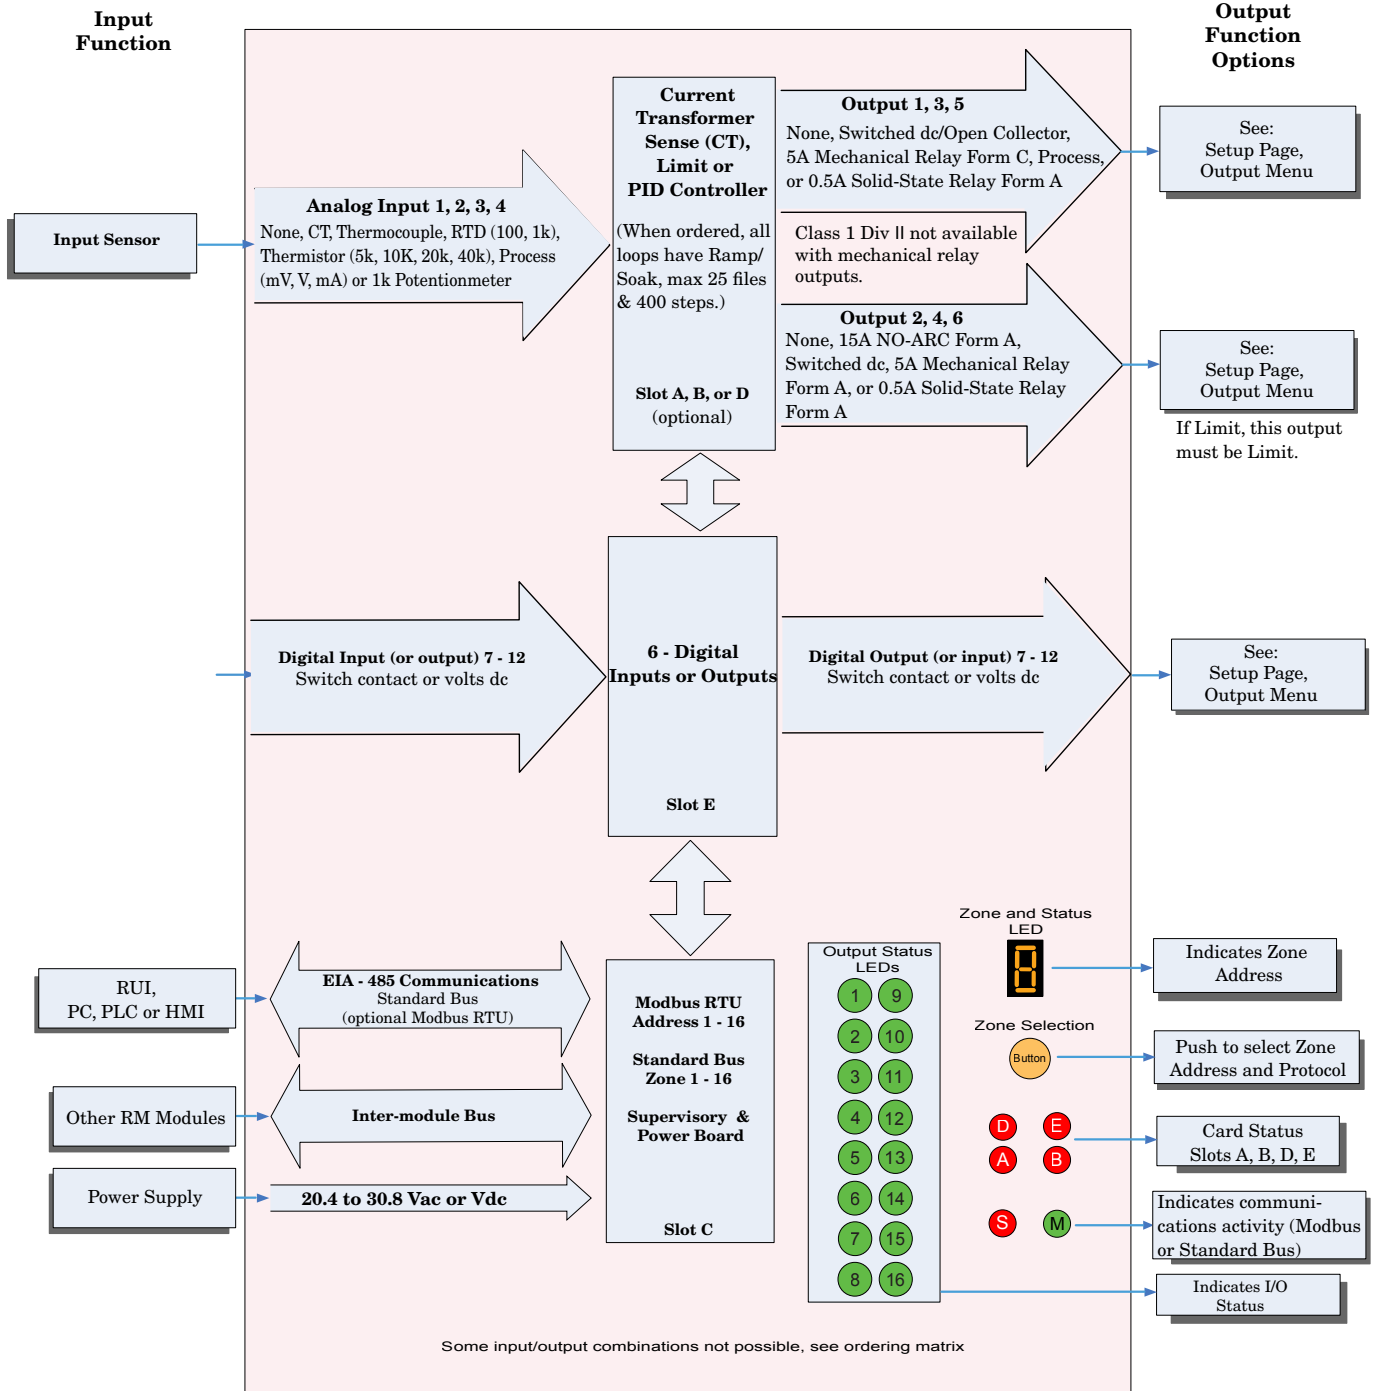 Input
Function
Output
Function
Options
Input Sensor
Analog Input 1, 2, 3, 4
None, CT, Thermocouple, RTD (100, 1k),
Thermistor (5k, 10K, 20k, 40k), Process
(mV, V, mA) or 1k Potentionmeter
Current
Transformer
Sense (CT),
Limit or
PID Controller
(When ordered, all
loops have Ramp/
Soak, max 25 files
& 400 steps.)
Slot A, B, or D
(optional)
Output 1, 3, 5
None, Switched dc/Open Collector,
5A Mechanical Relay Form C, Process,
or 0.5A Solid-State Relay Form A
Class 1 Div II not available
with mechanical relay
outputs.
Output 2, 4, 6
None, 15A NO-ARC Form A,
Switched dc, 5A Mechanical Relay
Form A, or 0.5A Solid-State Relay
Form A
See:
Setup Page,
Output Menu
See:
Setup Page,
Output Menu
If Limit, this output
must be Limit.
Digital Input (or output) 7 - 12
Switch contact or volts dc
6 - Digital
Inputs or Outputs
Slot E
Digital Output (or input) 7 - 12
Switch contact or volts dc
See:
Setup Page,
Output Menu
RUI,
PC, PLC or HMI
EIA - 485 Communications
Standard Bus
(optional Modbus RTU)
Other RM Modules
Inter-module Bus
Power Supply
20.4 to 30.8 Vac or Vdc
Modbus RTU
Address 1 - 16
Standard Bus
Zone 1 - 16
Supervisory &
Power Board
Slot C
Output Status
LEDs
1 9
2 10
3 11
4 12
5 13
6 14
7 15
8 16
Zone and Status
LED
8
Zone Selection
Button
D E
A B
S M
Indicates Zone
Address
Push to select Zone
Address and Protocol
Card Status
Slots A, B, D, E
Indicates communi-
cations activity (Modbus
or Standard Bus)
Indicates I/O
Status
Some input/output combinations not possible, see ordering matrix